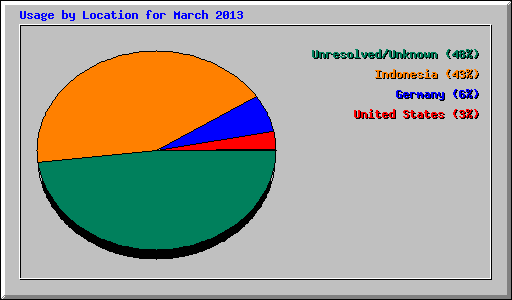 Usage by Location for March 2013
Unresolved/Unknown (48%)
Indonesia (43%)
Germany (6%)
United States (3%)